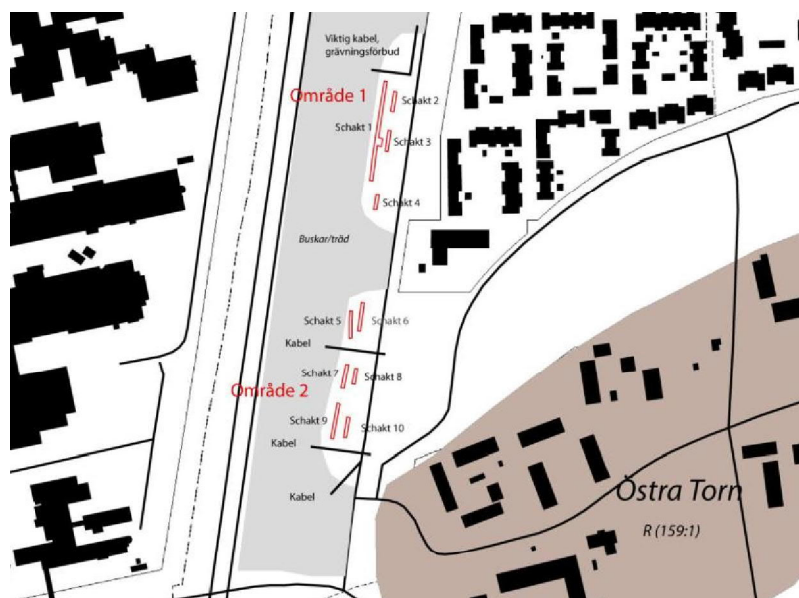 Viktig kabel,
grävningsförbud
Område 1
Schakt 2
Schakt 1
Schakt 3
Schakt 4
Buskar/träd
Schakt 5
Schakt 6
Kabel
Schakt 7
Schakt 8
Område 2
Schakt 9
Schakt 10
Kabel
Kabel
Östra Torn
R (159:1)